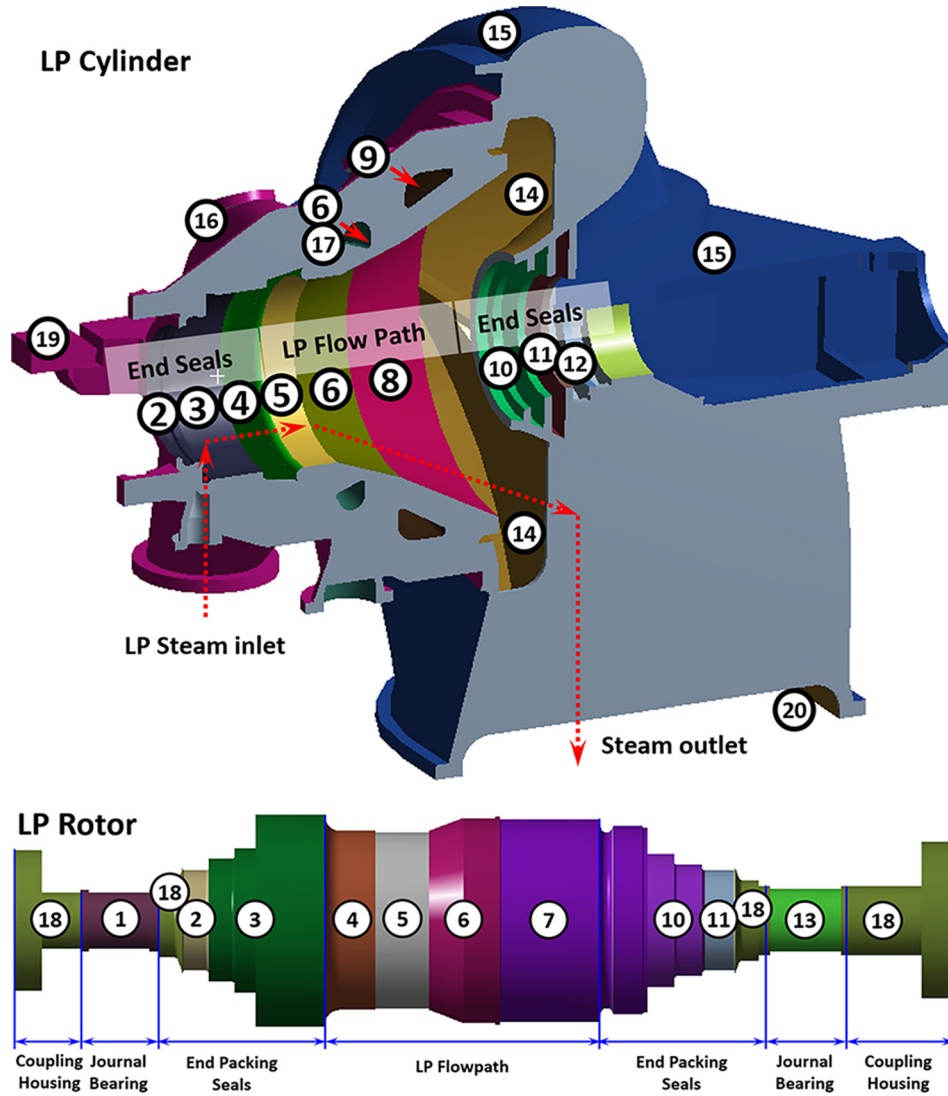 LP Cylinder
15
9
6
14
16
17
15
19
End Seals
LP Flow Path
End Seals
2
3
4
5
6
8
10
11
12
14
LP Steam inlet
20
Steam outlet
LP Rotor
18
1
18
2
3
4
5
6
7
10
11
18
13
18
Coupling
Housing
Journal
Bearing
End Packing
Seals
LP Flowpath
End Packing
Seals
Journal
Bearing
Coupling
Housing